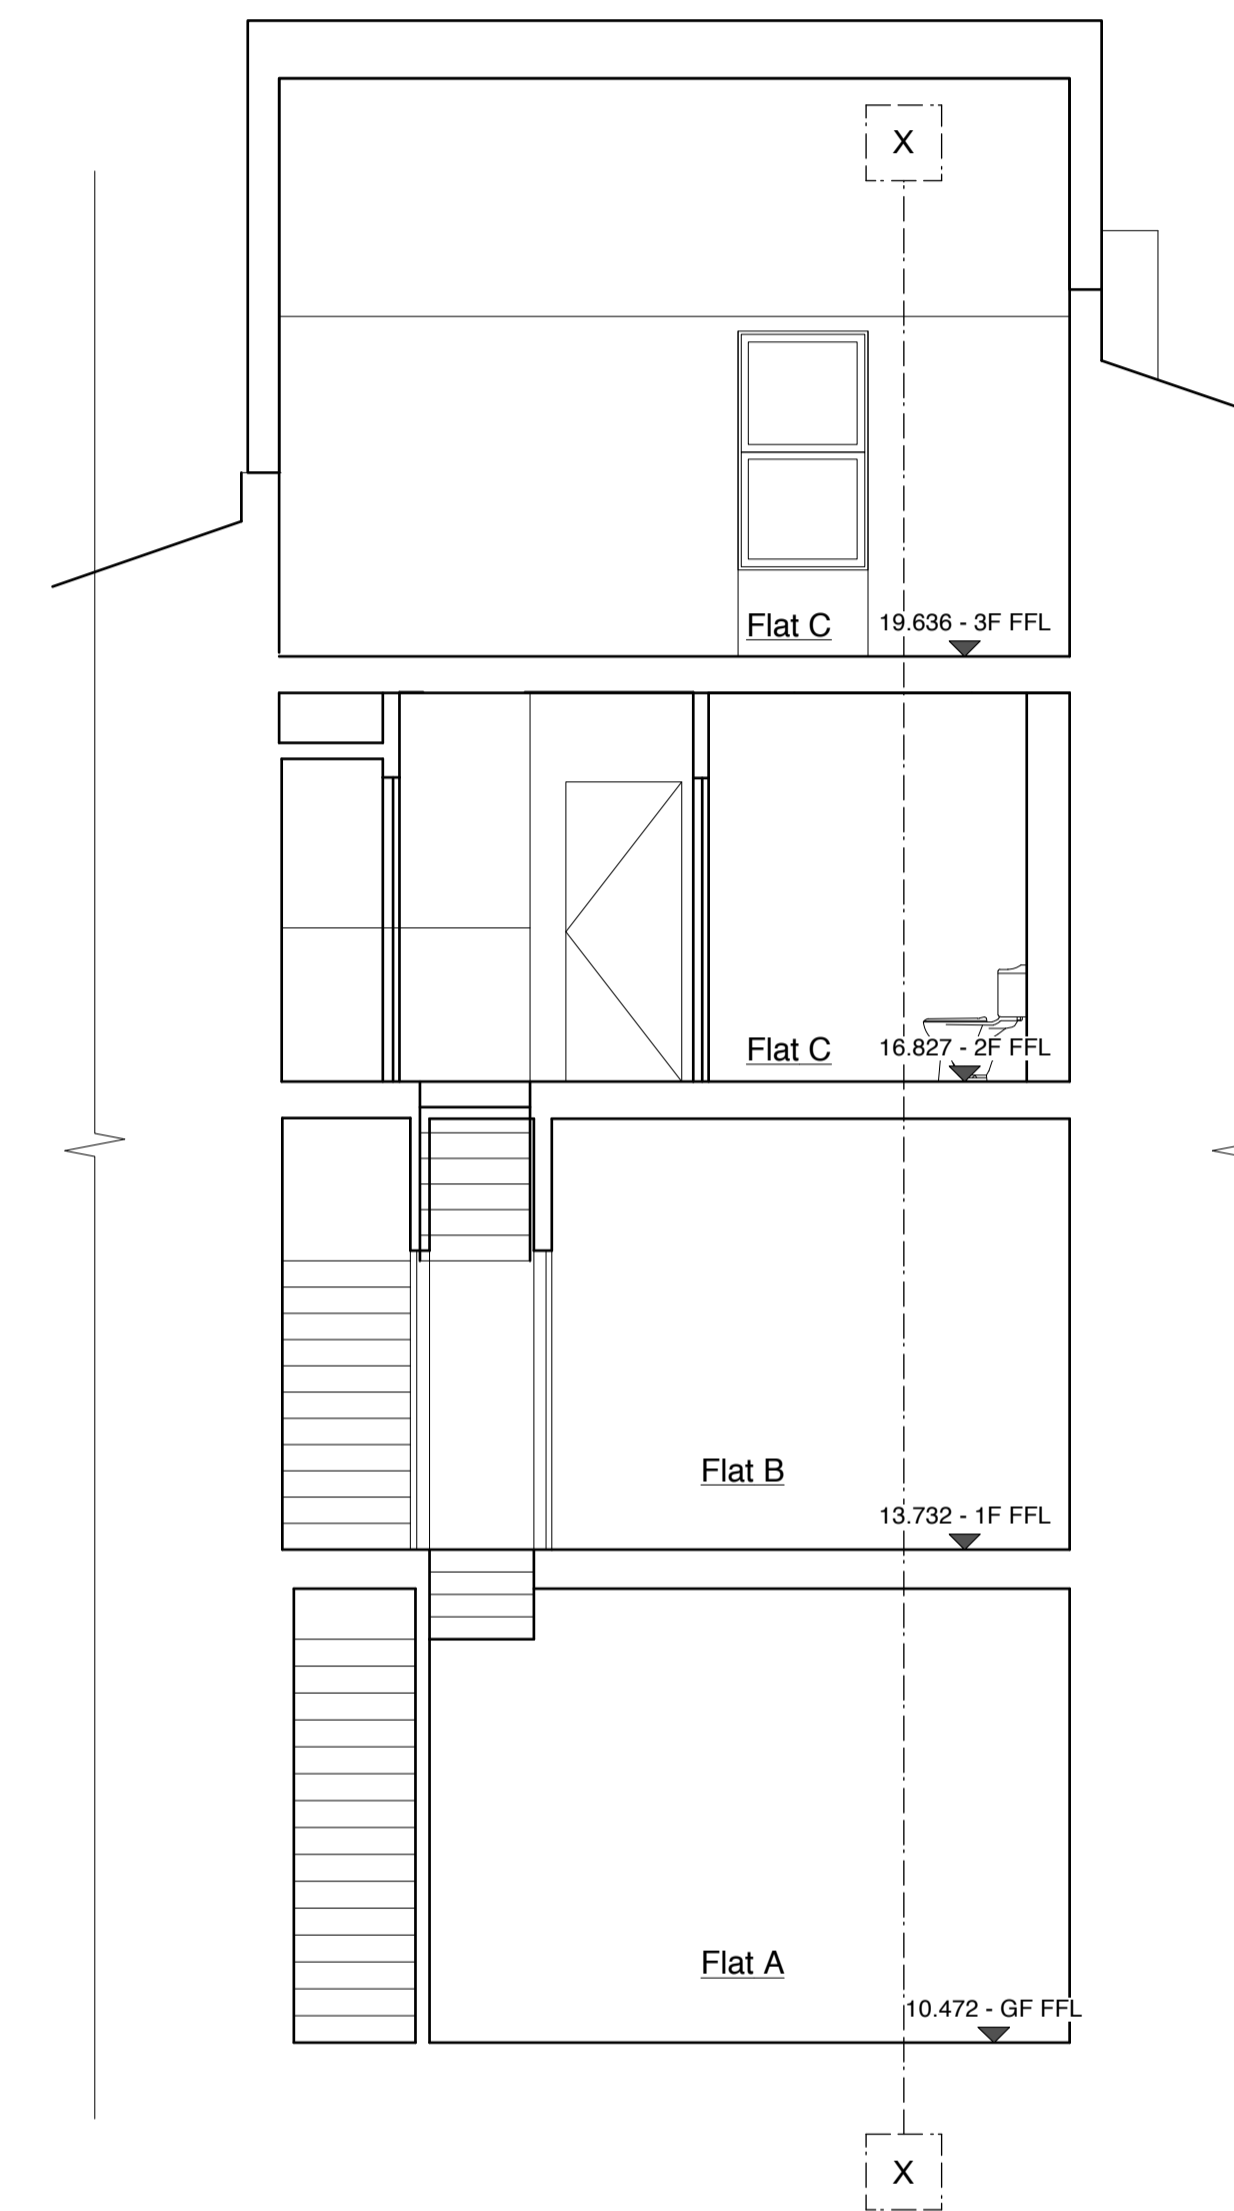 X
Flat C
19.636 - 3F FFL
Flat C
16.827 - 2F FFL
Flat B
13.732 - 1F FFL
Flat A
10.472 - GF FFL
X